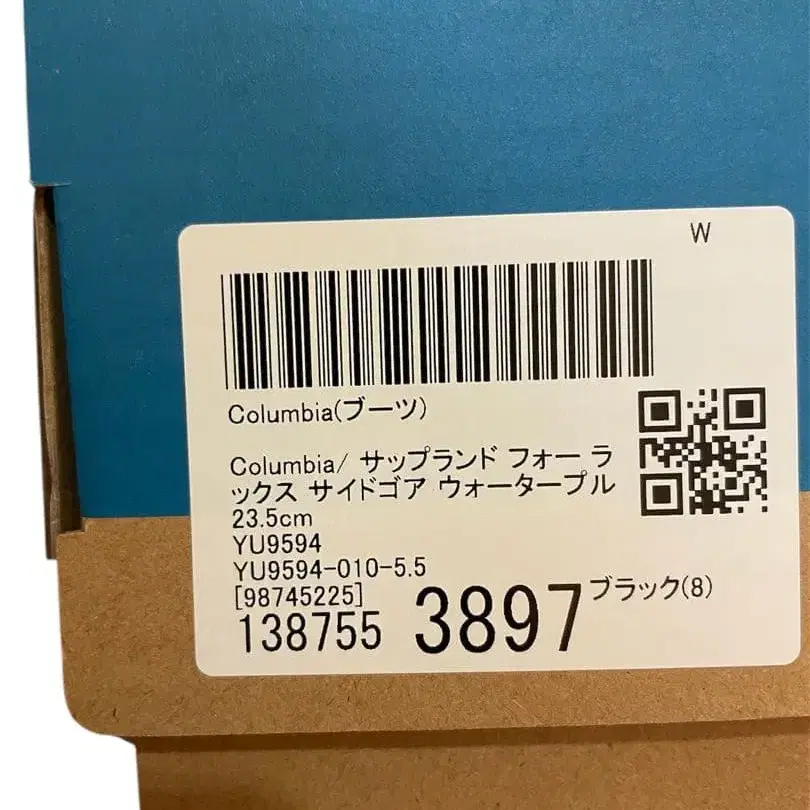 W
Columbia(ブーツ)
Columbia/ サップランド フォー ラ
ックス サイドゴア ウォータープル
23.5cm
YU9594
YU9594-010-5.5
[98745225]
138755 3897 ブラック(8)